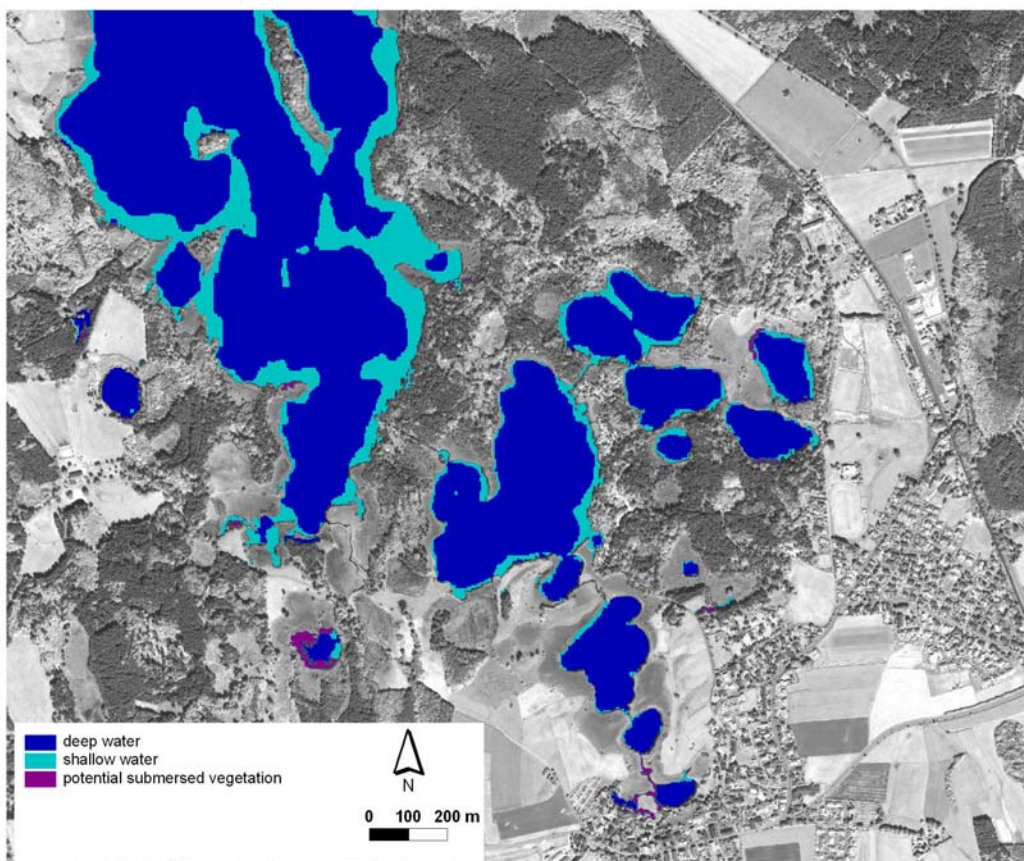 deep water
shallow water
potential submersed vegetation
N
0 100 200 m